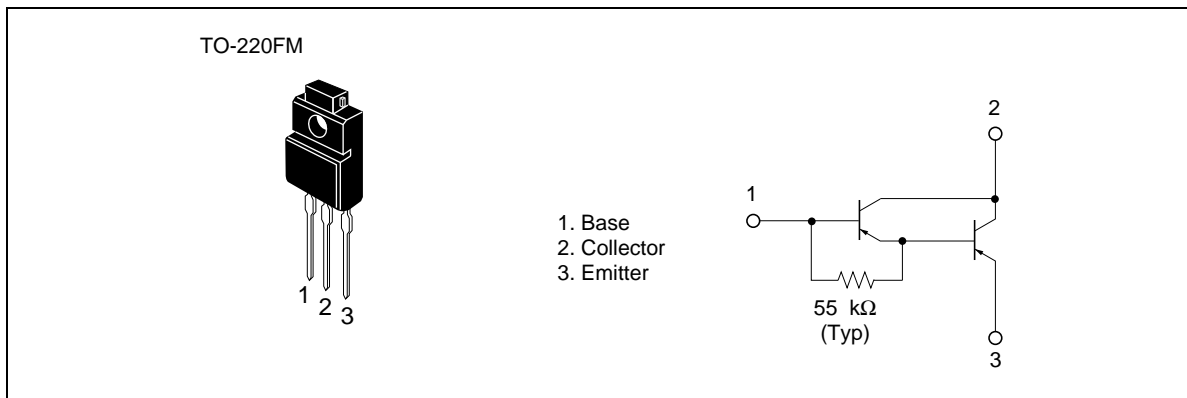 TO-220FM
1
2
3
1. Base
2. Collector
3. Emitter
1
2
55 kΩ
(Typ)
3